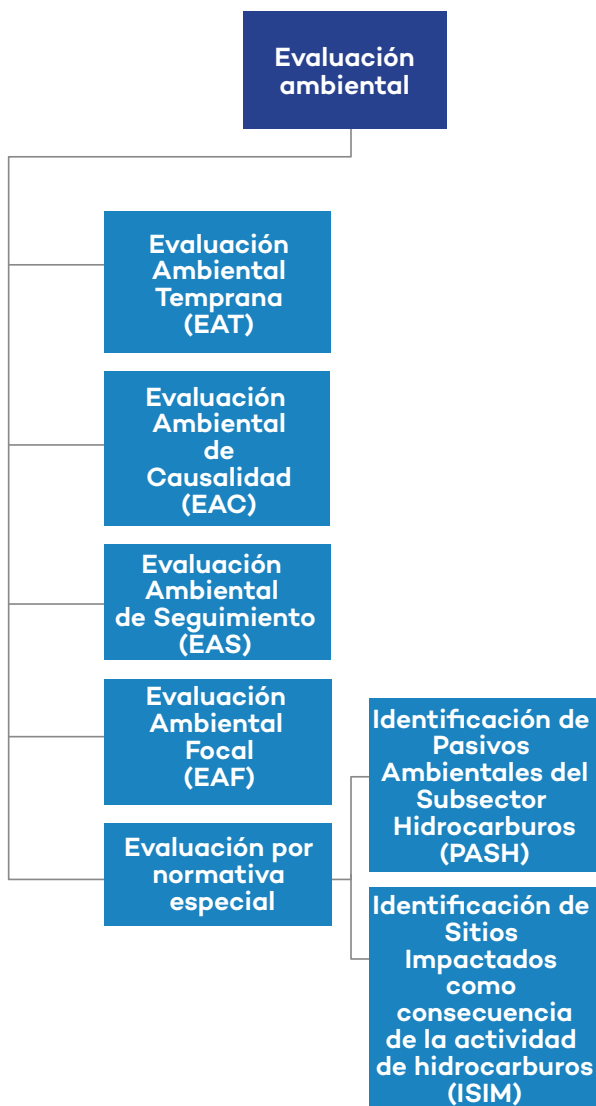 Evaluación
ambiental
Evaluación
Ambiental
Temprana
(EAT)
Evaluación
Ambiental
de
Causalidad
(EAC)
Evaluación
Ambiental
de Seguimiento
(EAS)
Evaluación
Ambiental
Focal
(EAF)
Evaluación por
normativa
especial
Identificación de
Pasivos
Ambientales del
Subsector
Hidrocarburos
(PASH)
Identificación de
Sitios
Impactados
como
consecuencia
de la actividad
de hidrocarburos
(ISIM)